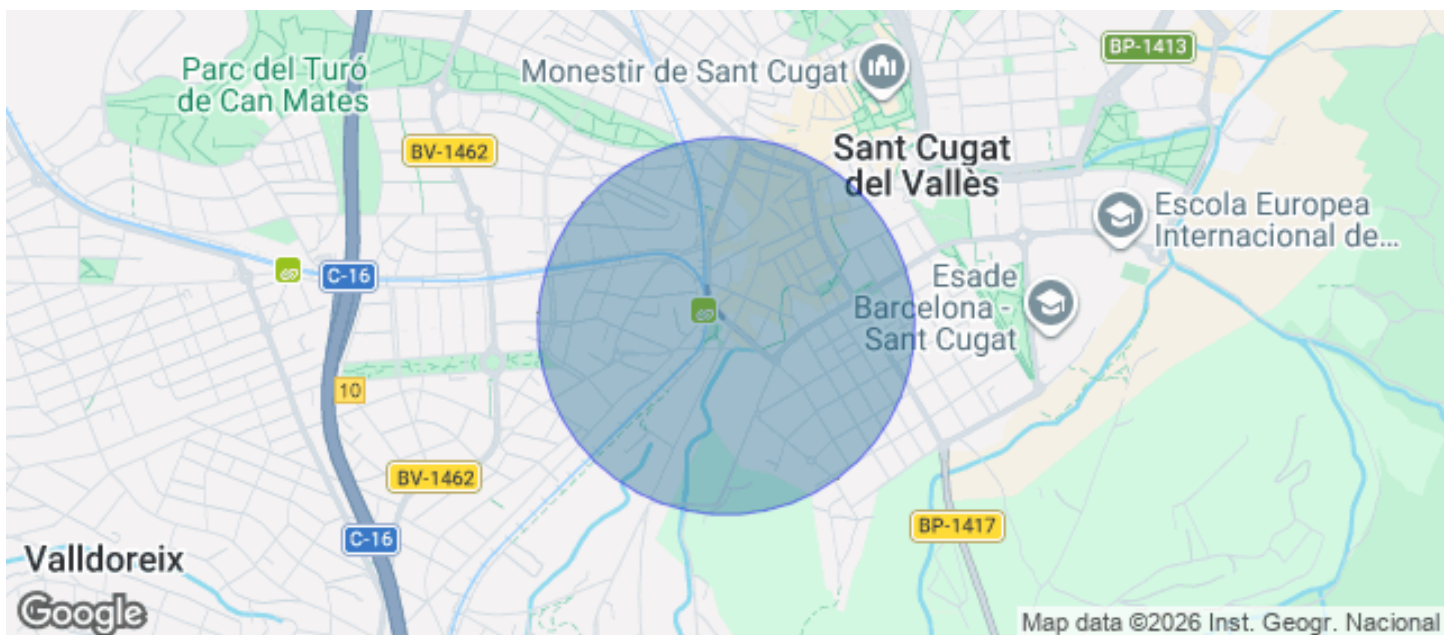 BP-1413
Parc del Turó
de Can Mates
Monestir de Sant Cugat
BV-1462
Sant Cugat
del Vallès
Escola Europea
Internacional de...
C-16
Esade
Barcelona -
Sant Cugat
10
BV-1462
BP-1417
C-16
Valldoreix
Google
Map data ©2026 Inst. Geogr. Nacional